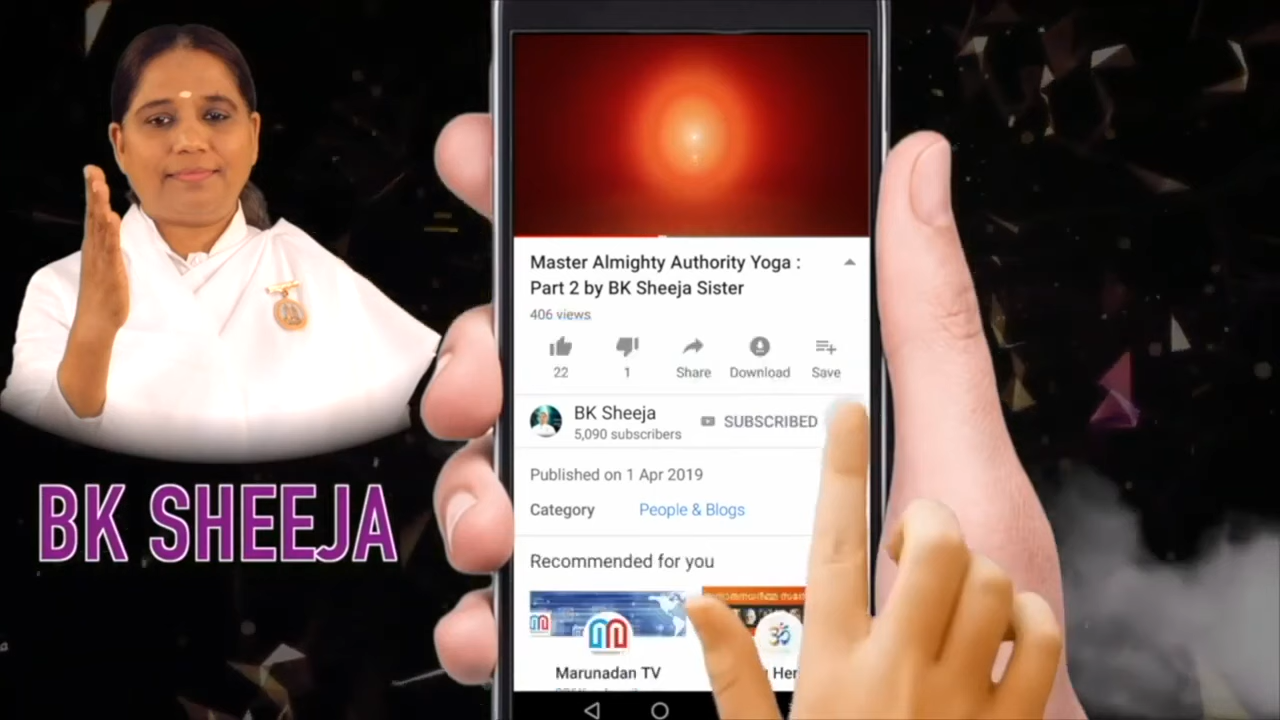 BK SHEEJA
Master Almighty Authority Yoga :
Part 2 by BK Sheeja Sister
406 views
22
1
Share
Download
Save
BK Sheeja
5,090 subscribers
SUBSCRIBED
Published on 1 Apr 2019
Category
People & Blogs
Recommended for you
Marunadan TV
Her